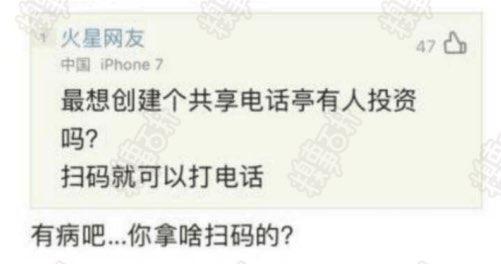 1 火星网友
47
中国 iPhone 7
最想创建个共享电话亭有人投资
吗?
扫码就可以打电话
有病吧...你拿啥扫码的?